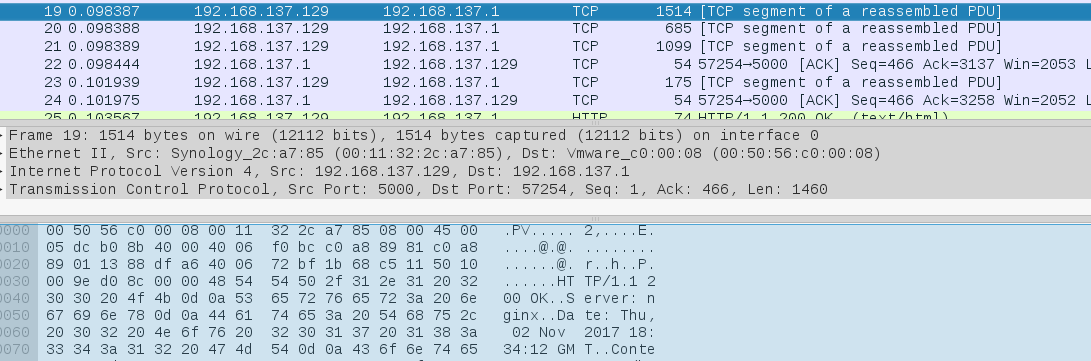 19 0.098387 192.168.137.129 192.168.137.1 TCP 1514 [TCP segment of a reassembled PDU]
20 0.098388 192.168.137.129 192.168.137.1 TCP 685 [TCP segment of a reassembled PDU]
21 0.098389 192.168.137.129 192.168.137.1 TCP 1099 [TCP segment of a reassembled PDU]
22 0.098444 192.168.137.1 192.168.137.129 TCP 54 57254→5000 [ACK] Seq=466 Ack=3137 Win=2053 L
23 0.101939 192.168.137.129 192.168.137.1 TCP 175 [TCP segment of a reassembled PDU]
24 0.101975 192.168.137.1 192.168.137.129 TCP 54 57254→5000 [ACK] Seq=466 Ack=3258 Win=2052 L
25 0.103567 192.168.137.129 192.168.137.1 HTTP 74 HTTP/1.1 200 OK (text/html)
Frame 19: 1514 bytes on wire (12112 bits), 1514 bytes captured (12112 bits) on interface 0
Ethernet II, Src: Synology_2c:a7:85 (00:11:32:2c:a7:85), Dst: Vmware_c0:00:08 (00:50:56:c0:00:08)
Internet Protocol Version 4, Src: 192.168.137.129, Dst: 192.168.137.1
Transmission Control Protocol, Src Port: 5000, Dst Port: 57254, Seq: 1, Ack: 466, Len: 1460
0000 00 50 56 c0 00 08 00 11 32 2c a7 85 08 00 45 00 .PV..... 2,....E.
0010 05 dc b0 8b 40 00 40 06 f0 bc c0 a8 89 81 c0 a8 ....@.@. ........
0020 89 01 13 88 df a6 40 06 72 bf 1b 68 c5 11 50 10 ......@. r..h..P.
0030 00 9e d0 8c 00 00 48 54 54 50 2f 31 2e 31 20 32 ......HT TP/1.1 2
0040 30 30 20 4f 4b 0d 0a 53 65 72 76 65 72 3a 20 6e 00 OK..S erver: n
0050 67 69 6e 78 0d 0a 44 61 74 65 3a 20 54 68 75 2c ginx..Da te: Thu,
0060 20 30 32 20 4e 6f 76 20 32 30 31 37 20 31 38 3a 02 Nov 2017 18:
0070 33 34 3a 31 32 20 47 4d 54 0d 0a 43 6f 6e 74 65 34:12 GM T..Conte